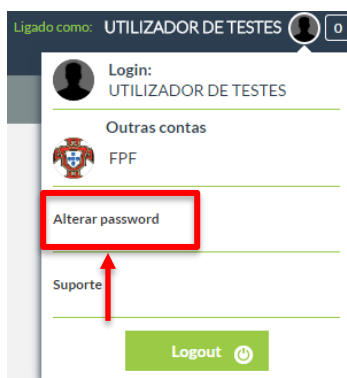 Ligado como: UTILIZADOR DE TESTES 0
Login:
UTILIZADOR DE TESTES
Outras contas
FPF
Alterar password
Suporte
Logout